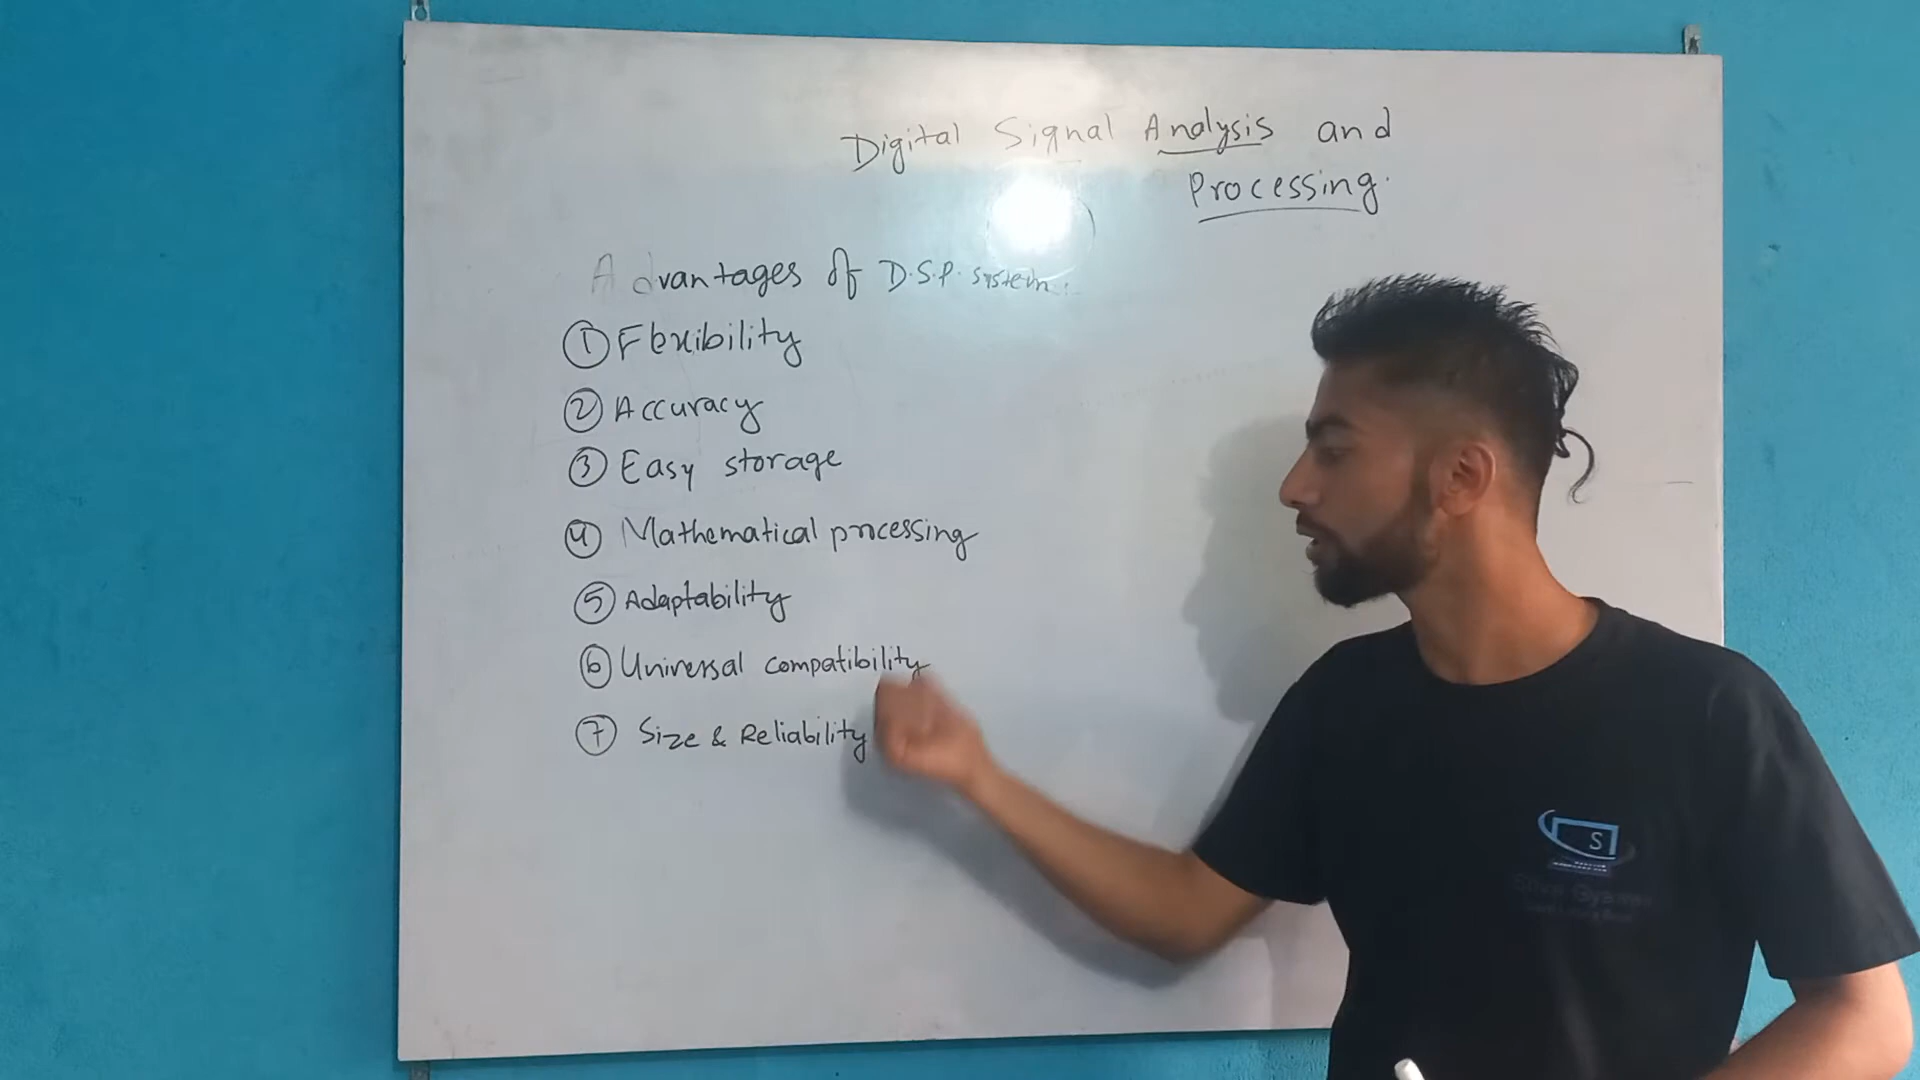 Digital Signal Analysis and
Processing.
Advantages of D.S.P. system.
① Flexibility
② Accuracy
③ Easy storage
④ Mathematical processing
⑤ Adaptability
⑥ Universal compatibility
⑦ Size & Reliability
S